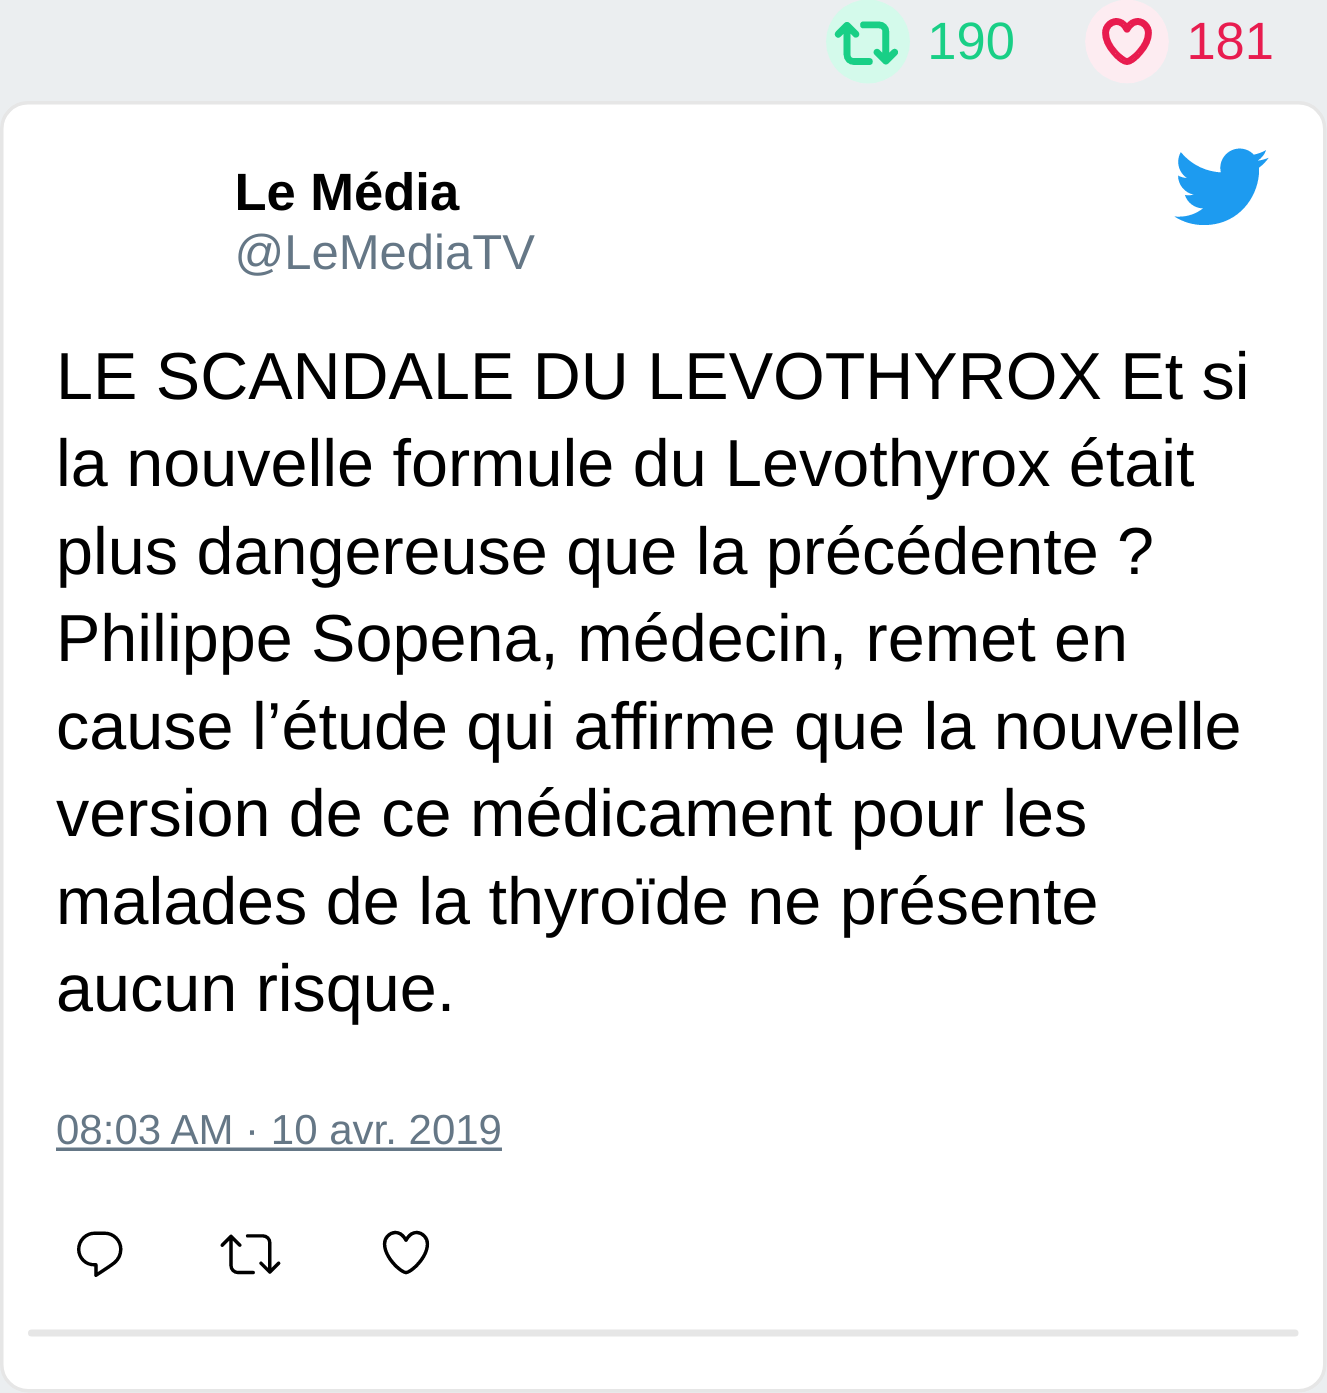 190 181
Le Média
@LeMediaTV
LE SCANDALE DU LEVOTHYROX Et si
la nouvelle formule du Levothyrox était
plus dangereuse que la précédente ?
Philippe Sopena, médecin, remet en
cause l’étude qui affirme que la nouvelle
version de ce médicament pour les
malades de la thyroïde ne présente
aucun risque.
08:03 AM · 10 avr. 2019